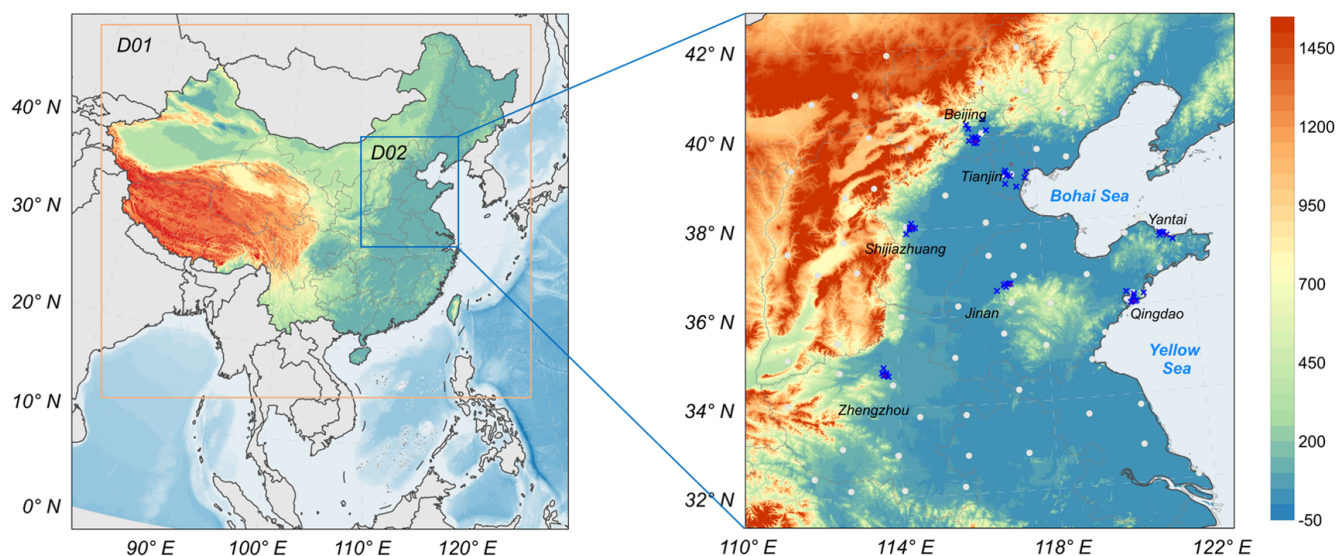 D01
D02
40° N
30° N
20° N
10° N
0° N
90° E
100° E
110° E
120° E
42° N
40° N
38° N
36° N
34° N
32° N
110° E
114° E
118° E
122° E
Beijing
Tianjin
Bohai Sea
Yantai
Shijiazhuang
Jinan
Qingdao
Yellow
Sea
Zhengzhou
1450
1200
950
700
450
200
-50